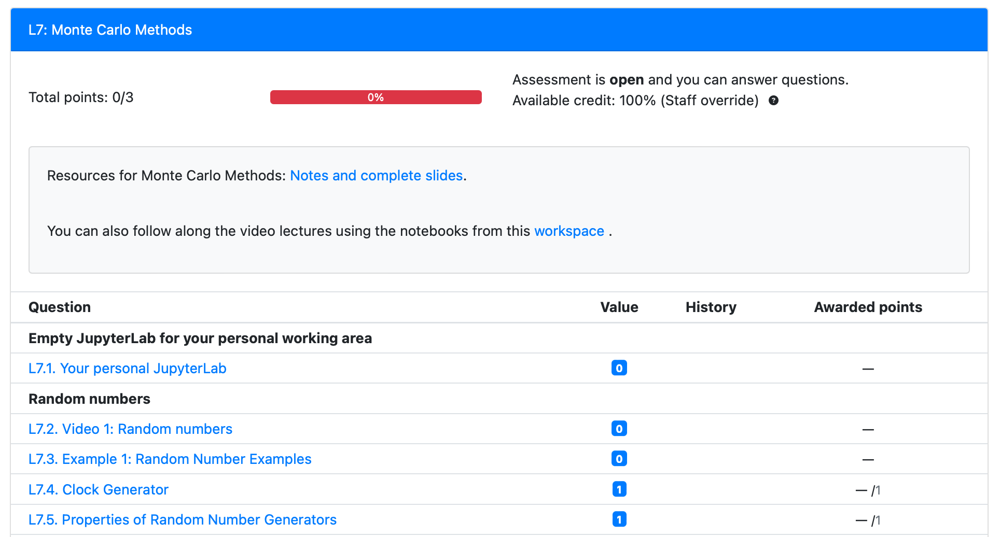 L7: Monte Carlo Methods
Total points: 0/3
0%
Assessment is open and you can answer questions.
Available credit: 100% (Staff override) ?
Resources for Monte Carlo Methods: Notes and complete slides.
You can also follow along the video lectures using the notebooks from this workspace .
Question Value History Awarded points
Empty JupyterLab for your personal working area
L7.1. Your personal JupyterLab 0 —
Random numbers
L7.2. Video 1: Random numbers 0 —
L7.3. Example 1: Random Number Examples 0 —
L7.4. Clock Generator 1 — /1
L7.5. Properties of Random Number Generators 1 — /1